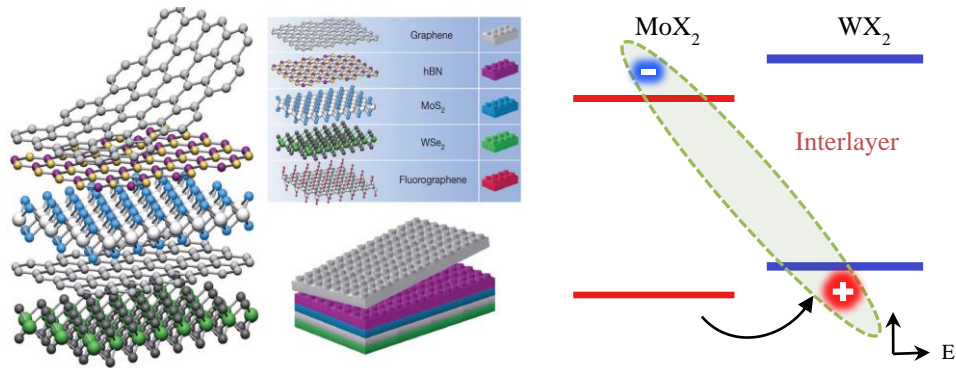 Graphene
hBN
MoS₂
WSe₂
Fluorographene
MoX₂
WX₂
Interlayer
E